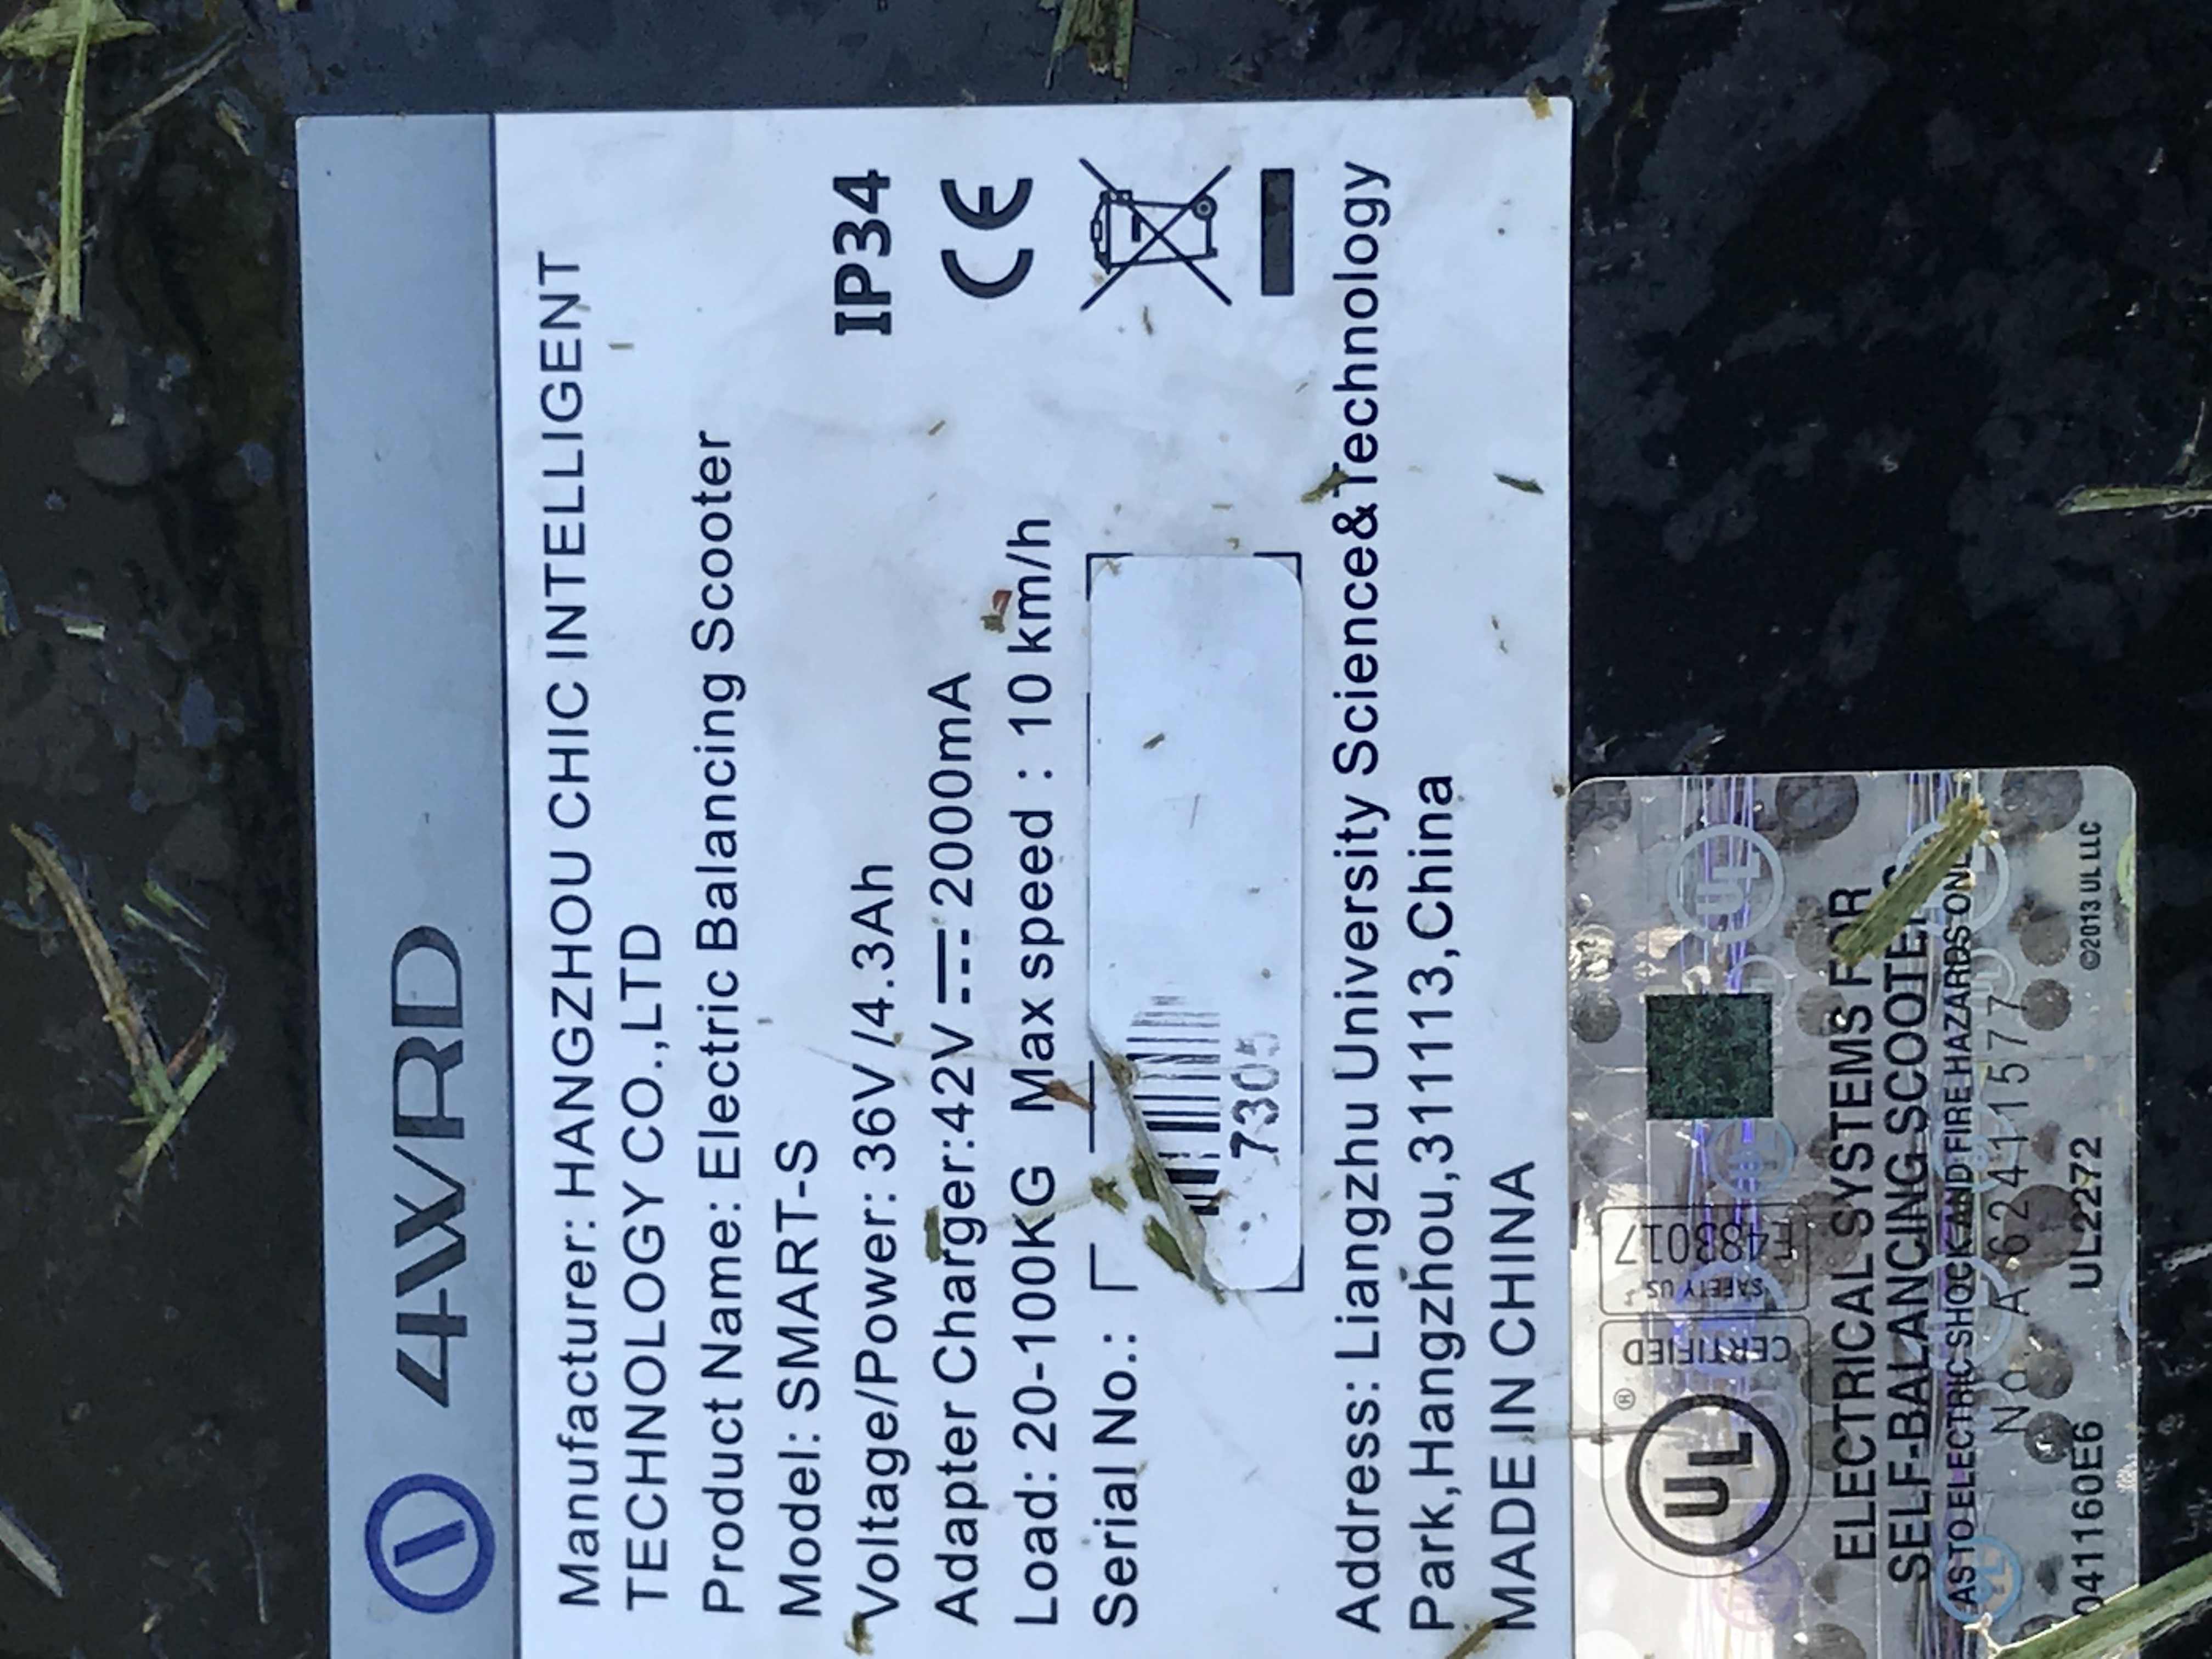 4WRD
Manufacturer: HANGZHOU CHIC INTELLIGENT
TECHNOLOGY CO.,LTD
Product Name: Electric Balancing Scooter
Model: SMART-S
Voltage/Power: 36V /4.3Ah
IP34
Adapter Charger:42V 2000mA
CE
Load: 20-100KG Max speed : 10 km/h
Serial No.:
7305
Address: Liangzhu University Science&Technology
Park,Hangzhou,311113,China
MADE IN CHINA
UL ®
CERTIFIED
SAFETY US
E483017
ELECTRICAL SYSTEMS FOR
SELF-BALANCING SCOOTERS
AS TO ELECTRIC SHOCK AND FIRE HAZARDS ONLY
No A 62411577
041160E6 UL2272 ©2013 UL LLC